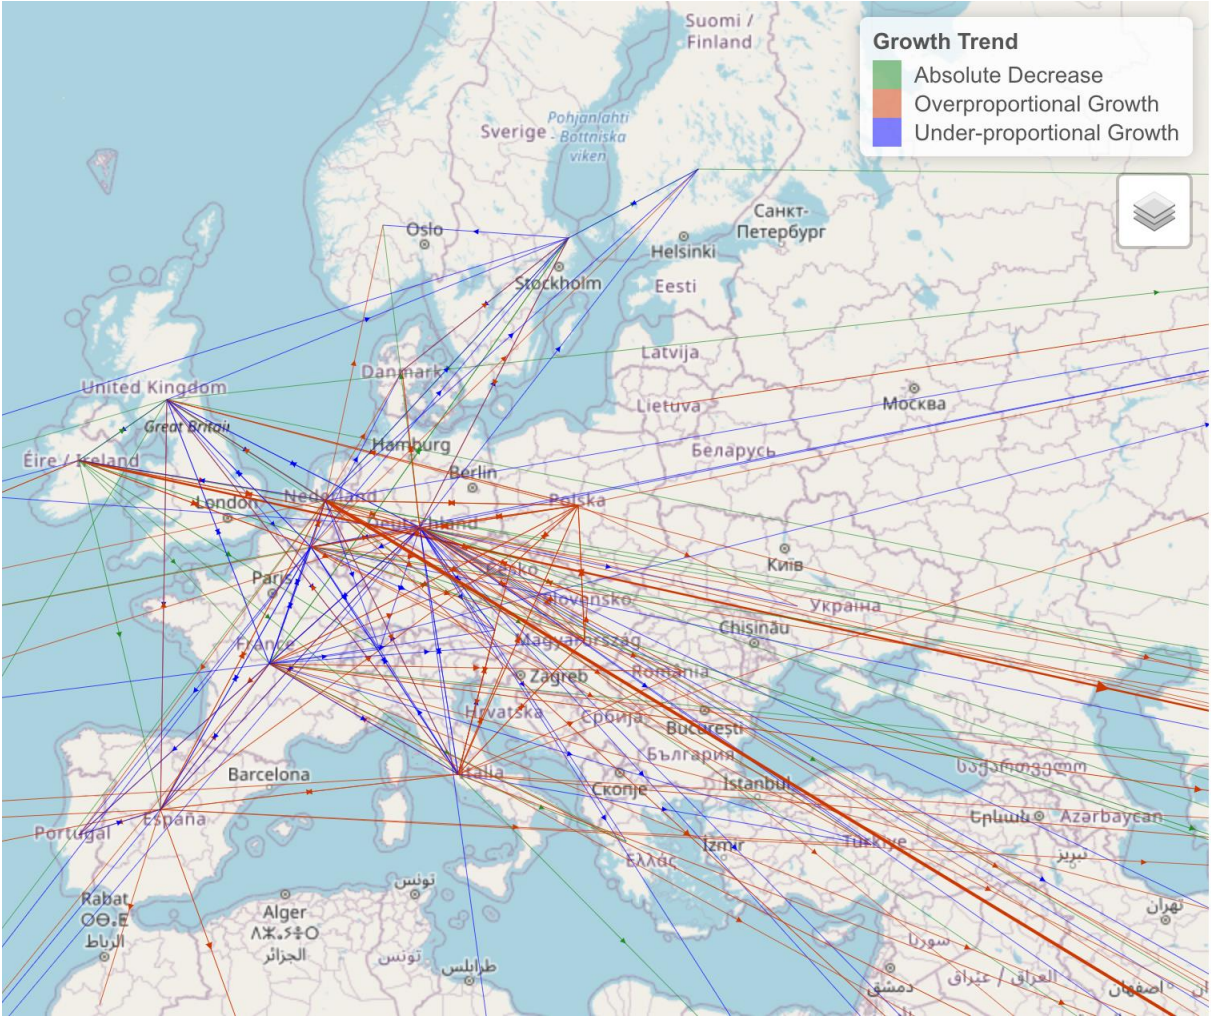 Suomi /
Finland
Growth Trend
Absolute Decrease
Overproportional Growth
Under-proportional Growth
Pohjanlahti
- Bottniska
viken
Sverige
Oslo
Санкт-
Петербург
Helsinki
Stockholm
Eesti
Latvija
Danmark
United Kingdom
Lietuva
Москва
Great Britain
Hamburg
Беларусь
Éire / Ireland
Berlin
Nederland
London
Polska
Deutschland
Київ
Česko
Paris
Slovensko
Україна
Chișinău
France
Magyarország
România
Zagreb
Hrvatska
Србија
București
България
საქართველო
Barcelona
Italia
Скопје
İstanbul
Երևան
Azərbaycan
Portugal
España
İzmir
Türkiye
تبریز
Ελλάς
تونس
Rabat
ⵔⴱⴰⵟ
الرباط
Alger
ⴷⵣⴰⵢⵔ
الجزائر
تهران
سوريا
تونس
طرابلس
العراق / عێراق
دمشق
اصفهان